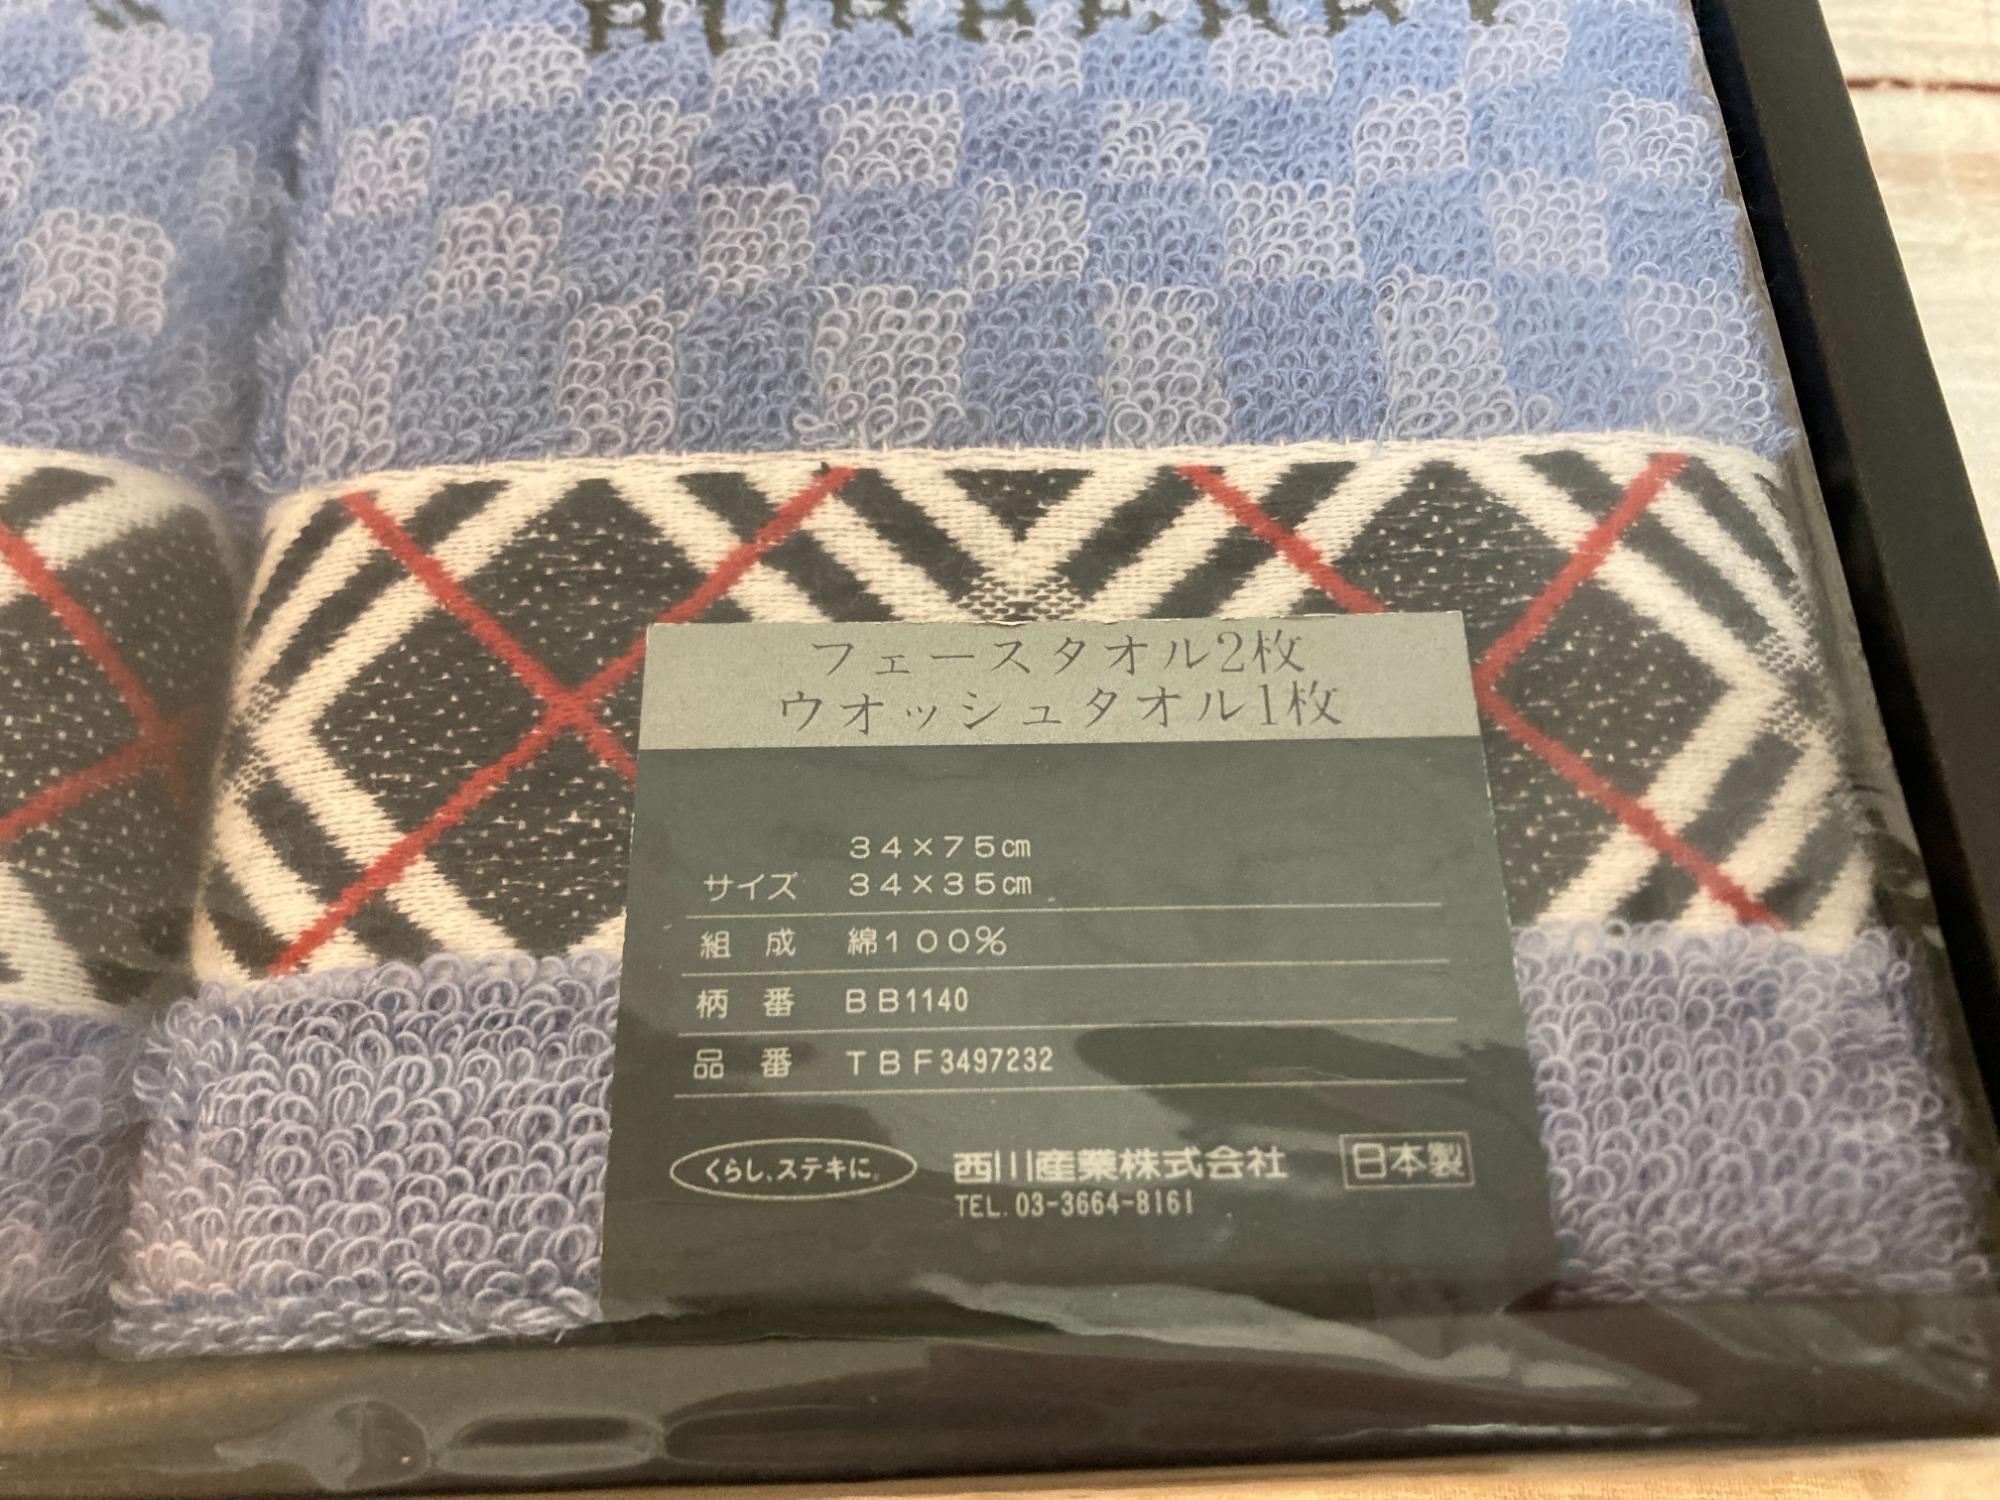 BURBERRY
フェースタオル2枚
ウオッシュタオル1枚
34×75㎝
サイズ 34×35㎝
組成 綿100%
柄番 BB1140
品番 TBF3497232
くらし、ステキに。
西川産業株式会社 日本製
TEL. 03-3664-8161